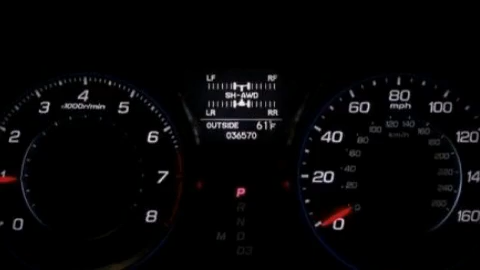 LF RF
SH-AWD
LR RR
OUTSIDE 61°F
036570
0 1 2 3 4 5 6 7 8
x1000r/min
P
R
N
M D
D3
0 20 40 60 80 100 120 140 160
mph
0 20 40 60 80 100 120 140 160 200 220 240 260
km/h